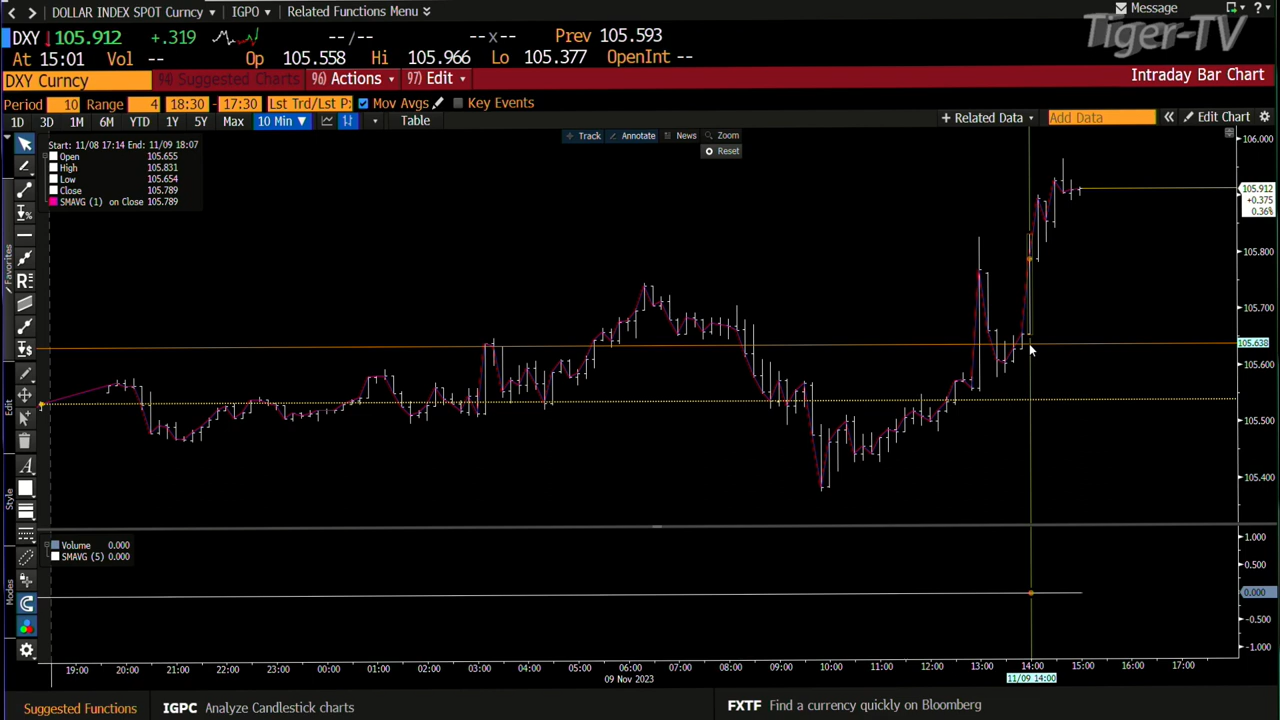 DOLLAR INDEX SPOT Curncy IGPO Related Functions Menu Message
DXY 105.912 +.319 -- / -- -- x -- Prev 105.593
At 15:01 Vol -- Op 105.558 Hi 105.966 Lo 105.377 OpenInt --
Tiger-TV
DXY Curncy 94) Suggested Charts 96) Actions 97) Edit Intraday Bar Chart
Period 10 Range 4 18:30 - 17:30 Lst Trd/Lst P: Mov Avgs Key Events
1D 3D 1M 6M YTD 1Y 5Y Max 10 Min Table + Related Data Add Data Edit Chart
Track Annotate News Zoom
Reset
Start: 11/08 17:14 End: 11/09 18:07
Open 105.655
High 105.831
Low 105.654
Close 105.789
SMAVG (1) on Close 105.789
106.000
105.912
+0.375
0.36%
105.800
105.700
105.638
105.600
105.500
105.400
Favorites
Edit
Style
Modes
Volume 0.000
SMAVG (5) 0.000
1.000
0.500
0.000
-0.500
-1.000
19:00 20:00 21:00 22:00 23:00 00:00 01:00 02:00 03:00 04:00 05:00 06:00 07:00 08:00 09:00 10:00 11:00 12:00 13:00 14:00 15:00 16:00 17:00
09 Nov 2023 11/09 14:00
Suggested Functions IGPC Analyze Candlestick charts FXTF Find a currency quickly on Bloomberg